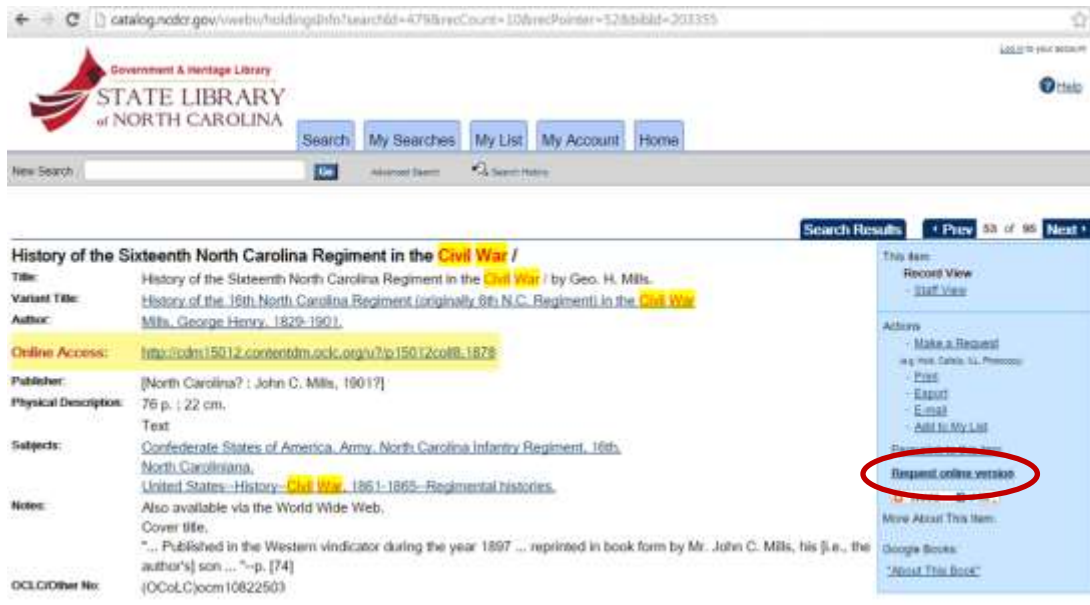 catalog.ncdcr.gov/vwebv/holdingsInfo?searchId=479&recCount=10&recPointer=52&bibId=203355
Log in to your account
Government & Heritage Library
STATE LIBRARY
of NORTH CAROLINA
Help
Search My Searches My List My Account Home
New Search Go Advanced Search Search History
Search Results Prev 53 of 95 Next
History of the Sixteenth North Carolina Regiment in the Civil War /
Title: History of the Sixteenth North Carolina Regiment in the Civil War / by Geo. H. Mills.
Variant Title: History of the 16th North Carolina Regiment (originally 6th N.C. Regiment) in the Civil War
Author: Mills, George Henry, 1829-1901.
Online Access: http://cdm15012.contentdm.oclc.org/u?/p15012coll8,1878
Publisher: [North Carolina? : John C. Mills, 1901?]
Physical Description: 76 p. ; 22 cm.
Text
Subjects: Confederate States of America. Army. North Carolina Infantry Regiment, 16th.
North Caroliniana.
United States--History--Civil War, 1861-1865--Regimental histories.
Notes: Also available via the World Wide Web.
Cover title.
"... Published in the Western vindicator during the year 1897 ... reprinted in book form by Mr. John C. Mills, his [i.e., the
author's] son ... "--p. [74]
OCLC/Other No: (OCoLC)ocm10822503
This Item
Record View
- Staff View
Actions
- Make a Request
- Print
- Export
- E-mail
- Add to My List
Request online version
More About This Item:
Google Books:
"About This Book"